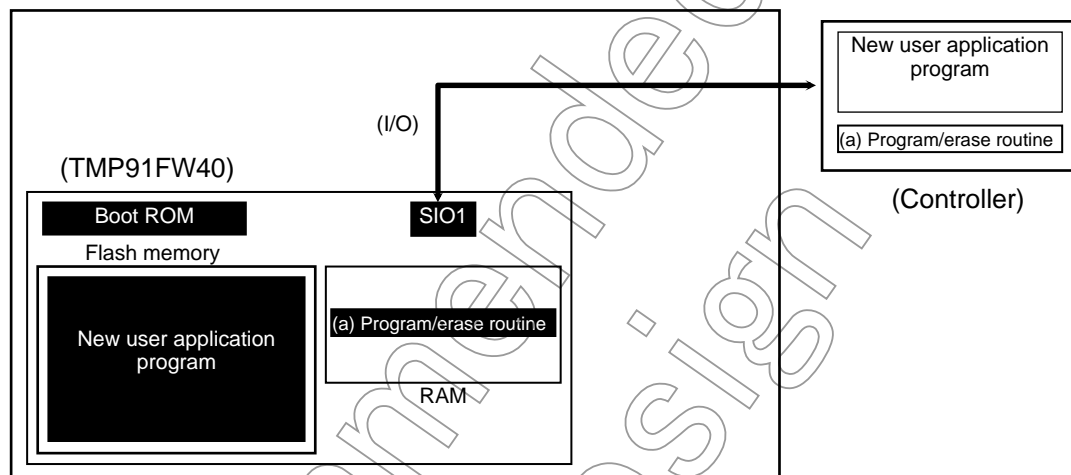 New user application
program
(I/O)
(a) Program/erase routine
(TMP91FW40)
(Controller)
Boot ROM
SIO1
Flash memory
New user application
program
(a) Program/erase routine
RAM